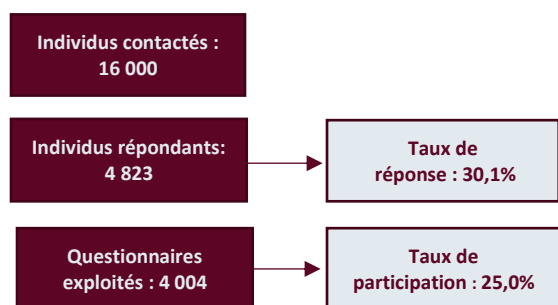 Individus contactés :
16 000
Individus répondants:
4 823
Taux de
réponse : 30,1%
Questionnaires
exploités : 4 004
Taux de
participation : 25,0%